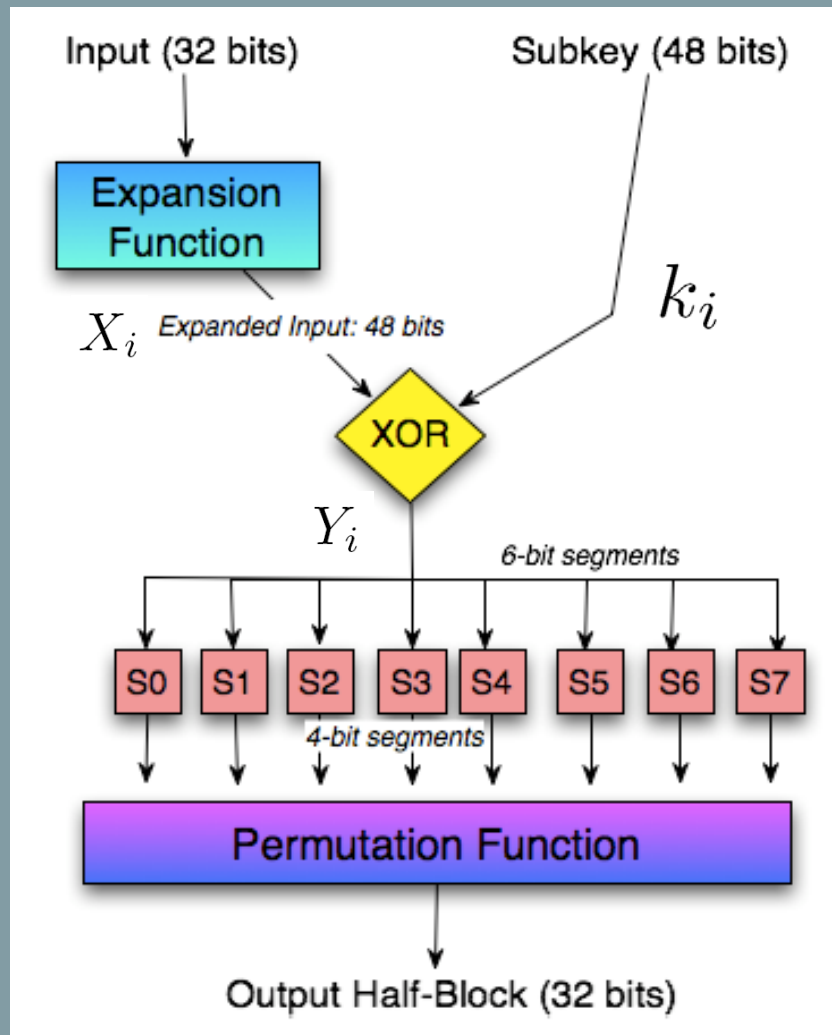 Input (32 bits)
Subkey (48 bits)
Expansion
Function
k_i
X_i
Expanded Input: 48 bits
XOR
Y_i
6-bit segments
S0 S1 S2 S3 S4 S5 S6 S7
4-bit segments
Permutation Function
Output Half-Block (32 bits)